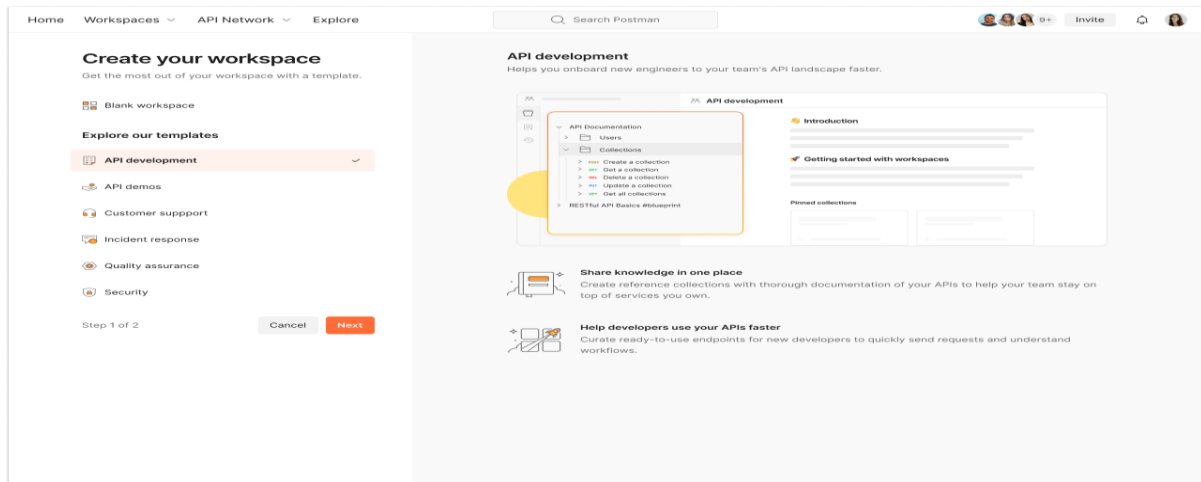 Home Workspaces API Network Explore Search Postman 9+ Invite
Create your workspace
Get the most out of your workspace with a template.
Blank workspace
Explore our templates
API development
API demos
Customer suppport
Incident response
Quality assurance
Security
Step 1 of 2 Cancel Next
API development
Helps you onboard new engineers to your team's API landscape faster.
API development
API Documentation
Users
Collections
POST Create a collection
GET Get a collection
DEL Delete a collection
PUT Update a collection
GET Get all collections
RESTful API Basics #blueprint
Introduction
Getting started with workspaces
Pinned collections
Share knowledge in one place
Create reference collections with thorough documentation of your APIs to help your team stay on
top of services you own.
Help developers use your APIs faster
Curate ready-to-use endpoints for new developers to quickly send requests and understand
workflows.